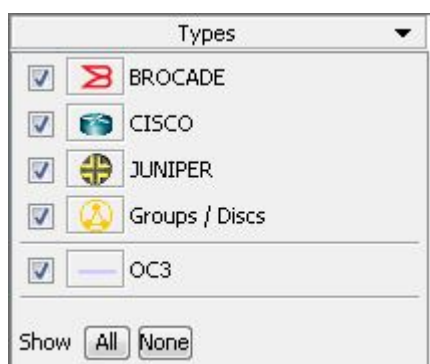 Types
BROCADE
CISCO
JUNIPER
Groups / Discs
OC3
Show All None